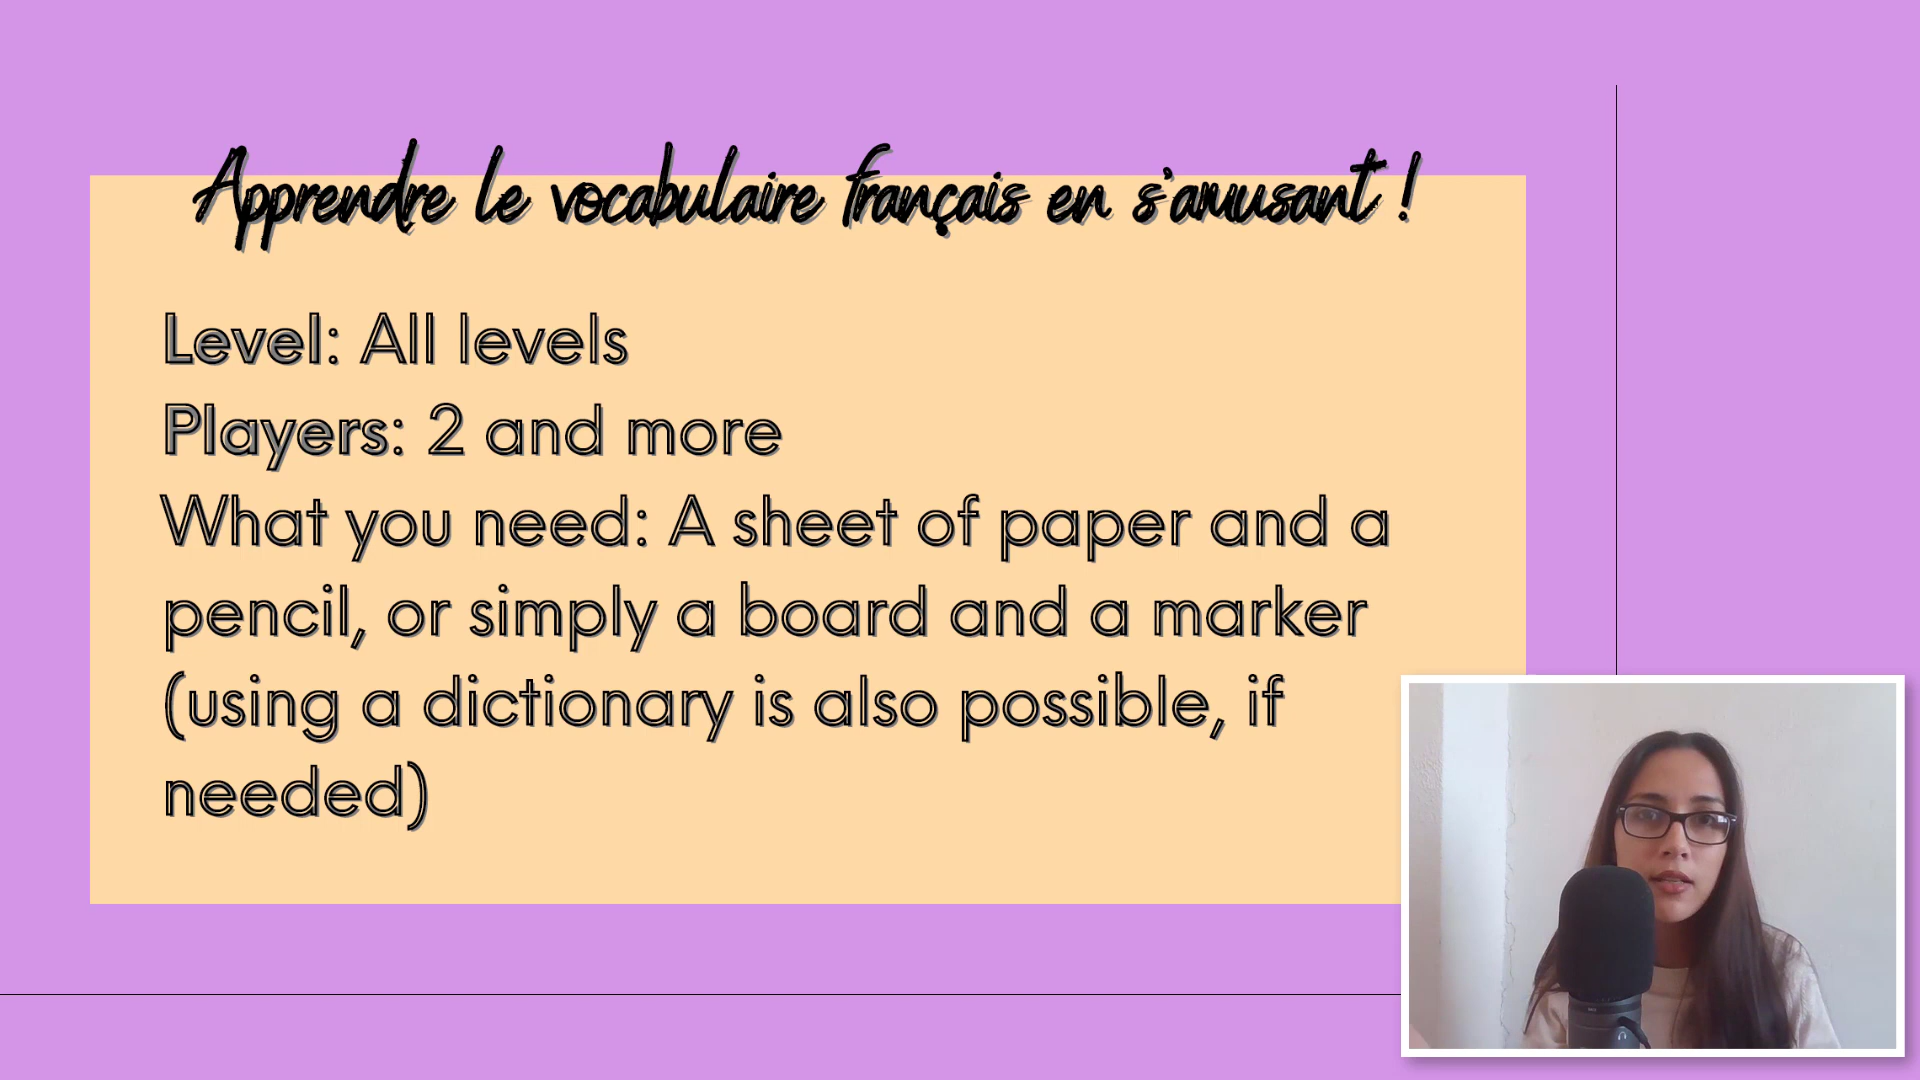 Apprendre le vocabulaire français en s'amusant !
Level: All levels
Players: 2 and more
What you need: A sheet of paper and a
pencil, or simply a board and a marker
(using a dictionary is also possible, if
needed)